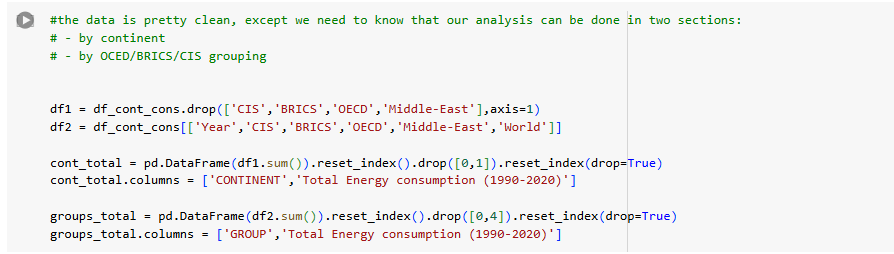 #the data is pretty clean, except we need to know that our analysis can be done in two sections:
# - by continent
# - by OCED/BRICS/CIS grouping
df1 = df_cont_cons.drop(['CIS','BRICS','OECD','Middle-East'],axis=1)
df2 = df_cont_cons[['Year','CIS','BRICS','OECD','Middle-East','World']]
cont_total = pd.DataFrame(df1.sum()).reset_index().drop([0,1]).reset_index(drop=True)
cont_total.columns = ['CONTINENT','Total Energy consumption (1990-2020)']
groups_total = pd.DataFrame(df2.sum()).reset_index().drop([0,4]).reset_index(drop=True)
groups_total.columns = ['GROUP','Total Energy consumption (1990-2020)']